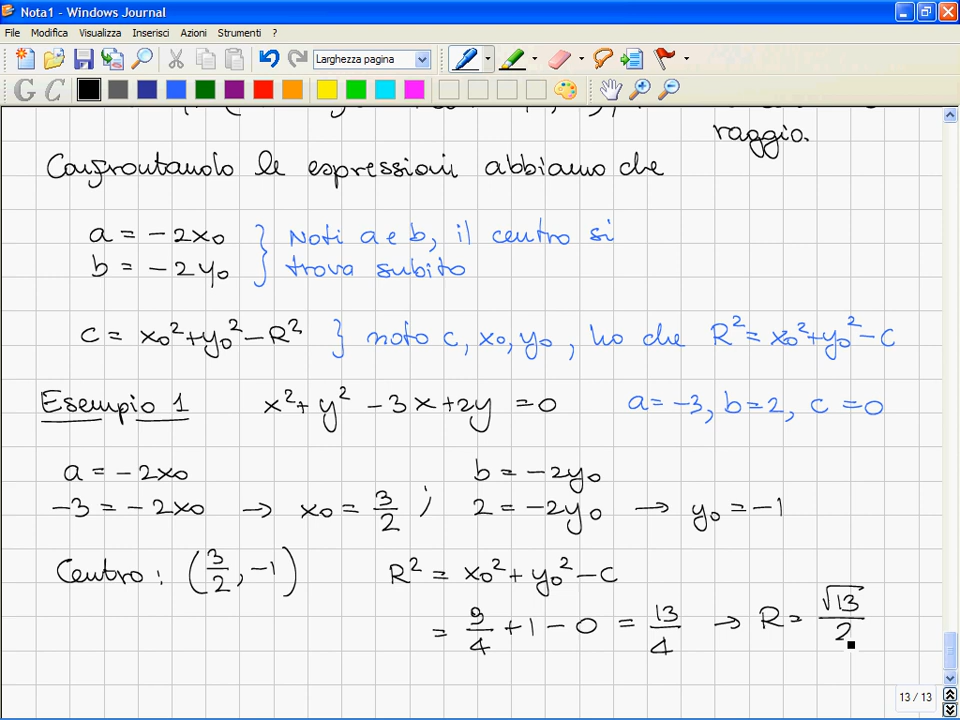 Nota1 - Windows Journal
File Modifica Visualizza Inserisci Azioni Strumenti ?
Larghezza pagina
G C
raggio.
Confrontando le espressioni abbiamo che
a = -2x₀ } Noti a e b, il centro si
b = -2y₀ } trova subito
c = x₀²+y₀²-R² } noto c, x₀, y₀, ho che R²=x₀²+y₀²-c
Esempio 1 x²+y²-3x+2y=0 a=-3, b=2, c=0
a = -2x₀ b = -2y₀
-3 = -2x₀ → x₀ = 3/2 ; 2 = -2y₀ → y₀ = -1
Centro: (3/2, -1) R² = x₀²+y₀²-c
= 9/4 + 1 - 0 = 13/4 → R = √13/2
13 / 13